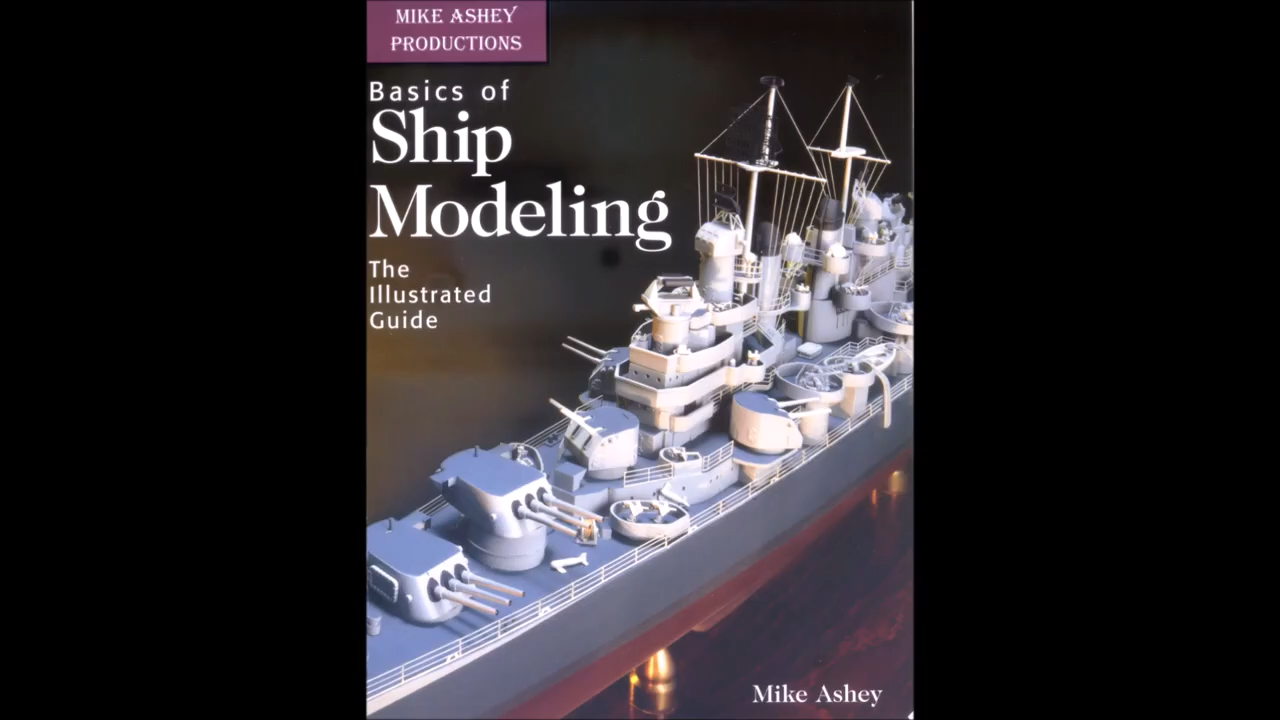 MIKE ASHEY
PRODUCTIONS
Basics of
Ship
Modeling
The
Illustrated
Guide
Mike Ashey